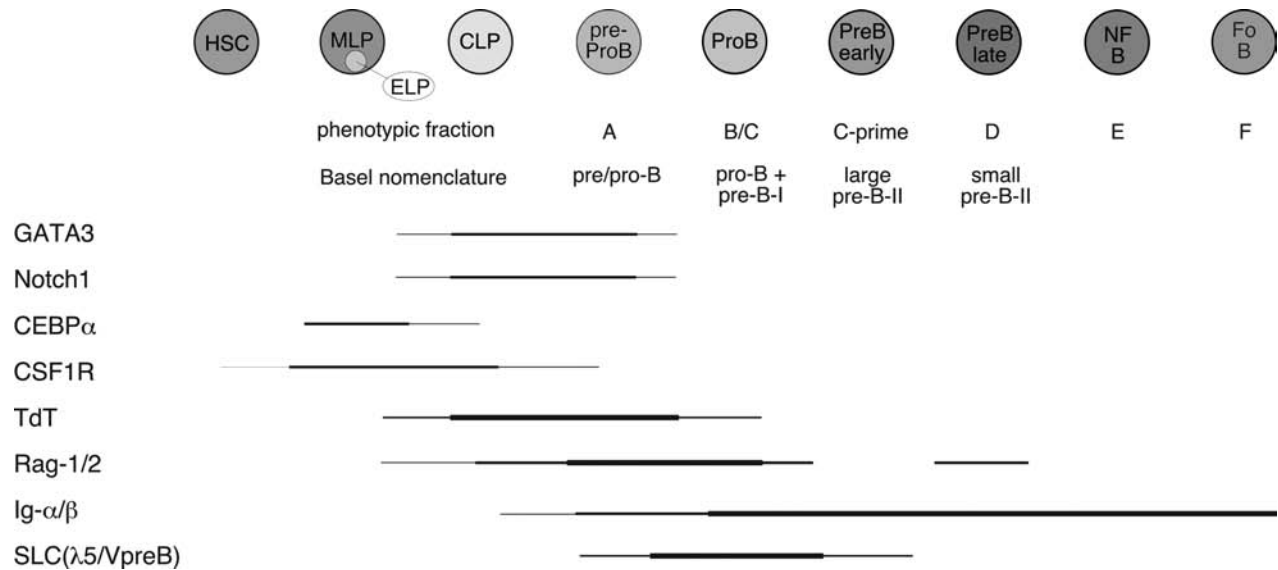 HSC
MLP
CLP
pre-
ProB
ProB
PreB
early
PreB
late
NF
B
Fo
B
ELP
phenotypic fraction A B/C C-prime D E F
Basel nomenclature pre/pro-B pro-B +
pre-B-I large
pre-B-II small
pre-B-II
GATA3
Notch1
CEBPα
CSF1R
TdT
Rag-1/2
Ig-α/β
SLC(λ5/VpreB)